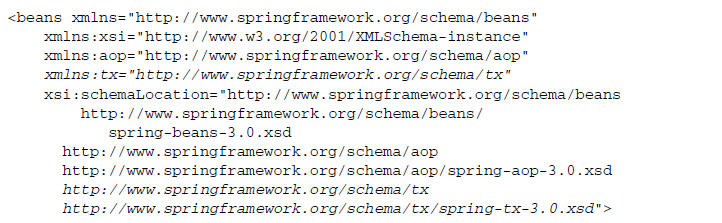 <beans xmlns="http://www.springframework.org/schema/beans"
xmlns:xsi="http://www.w3.org/2001/XMLSchema-instance"
xmlns:aop="http://www.springframework.org/schema/aop"
xmlns:tx="http://www.springframework.org/schema/tx"
xsi:schemaLocation="http://www.springframework.org/schema/beans
http://www.springframework.org/schema/beans/
spring-beans-3.0.xsd
http://www.springframework.org/schema/aop
http://www.springframework.org/schema/aop/spring-aop-3.0.xsd
http://www.springframework.org/schema/tx
http://www.springframework.org/schema/tx/spring-tx-3.0.xsd">